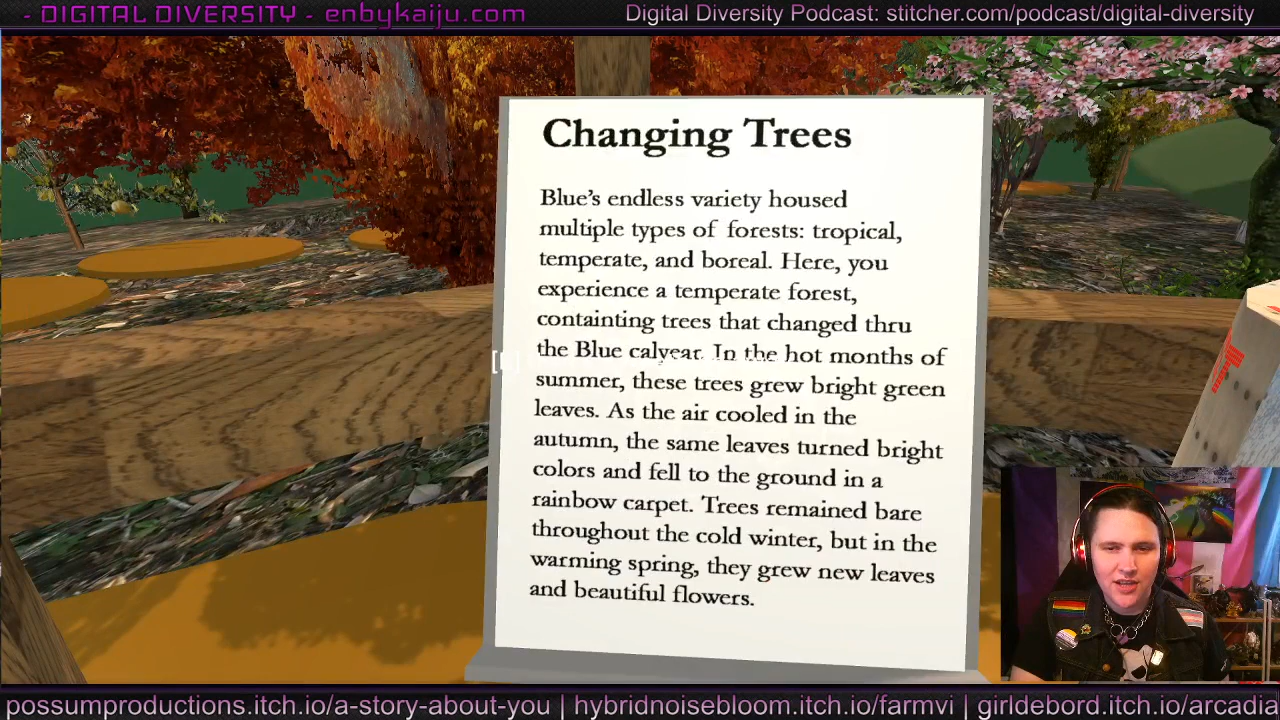 - DIGITAL DIVERSITY - enbykaiju.com
Digital Diversity Podcast: stitcher.com/podcast/digital-diversity
Changing Trees
Blue's endless variety housed
multiple types of forests: tropical,
temperate, and boreal. Here, you
experience a temperate forest,
containting trees that changed thru
the Blue calyear. In the hot months of
summer, these trees grew bright green
leaves. As the air cooled in the
autumn, the same leaves turned bright
colors and fell to the ground in a
rainbow carpet. Trees remained bare
throughout the cold winter, but in the
warming spring, they grew new leaves
and beautiful flowers.
possumproductions.itch.io/a-story-about-you | hybridnoisebloom.itch.io/farmvi | girldebord.itch.io/arcadia